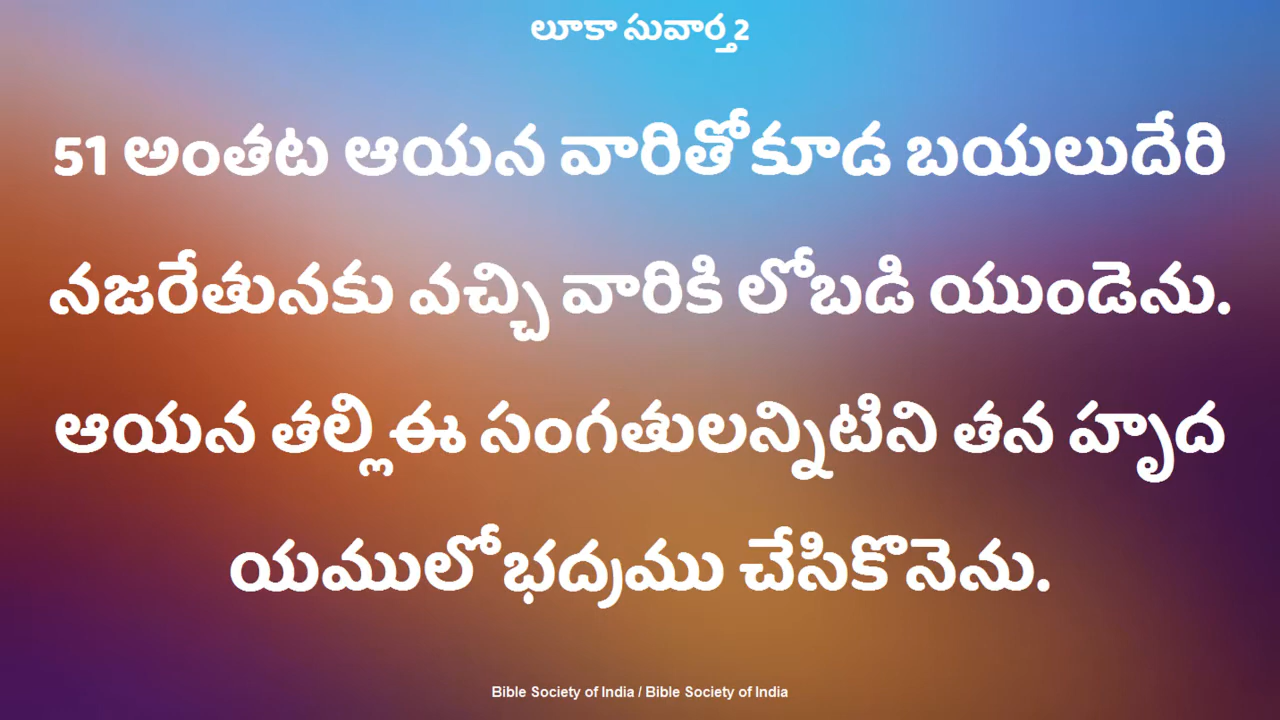 లూకా సువార్త 2
51 అంతట ఆయన వారితో కూడ బయలుదేరి
నజరేతునకు వచ్చి వారికి లోబడి యుండెను.
ఆయన తల్లి ఈ సంగతులన్నిటిని తన హృద
యములో భద్రము చేసికొనెను.
Bible Society of India / Bible Society of India